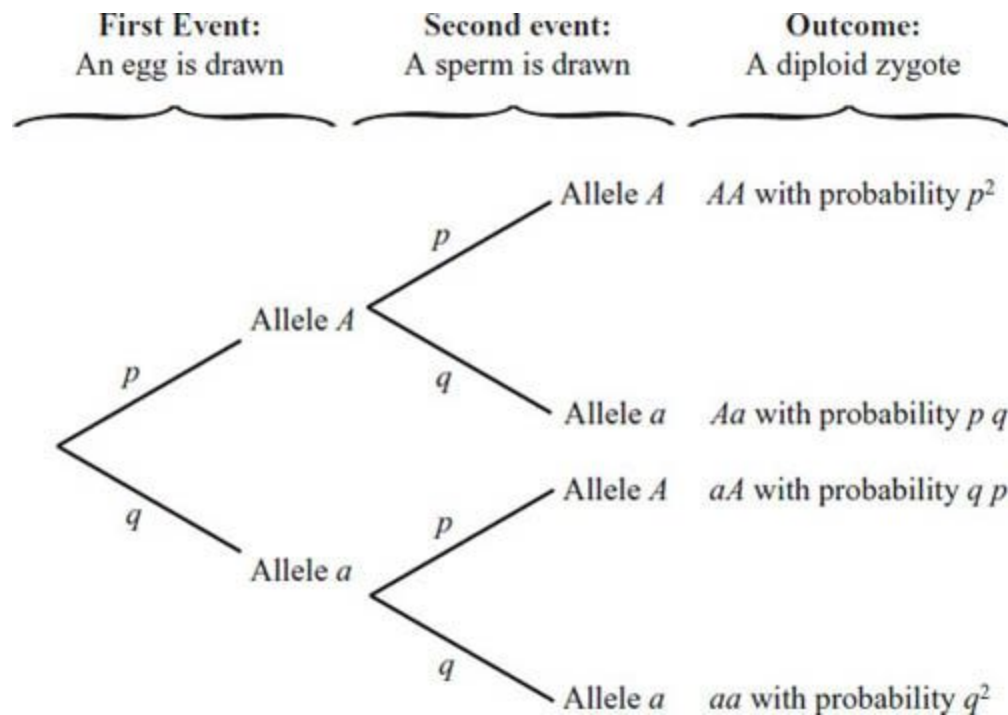 First Event:
An egg is drawn
Second event:
A sperm is drawn
Outcome:
A diploid zygote
Allele A
AA with probability p²
p
Allele A
p
q
Allele a
Aa with probability p q
Allele A
aA with probability q p
q
p
Allele a
q
Allele a
aa with probability q²